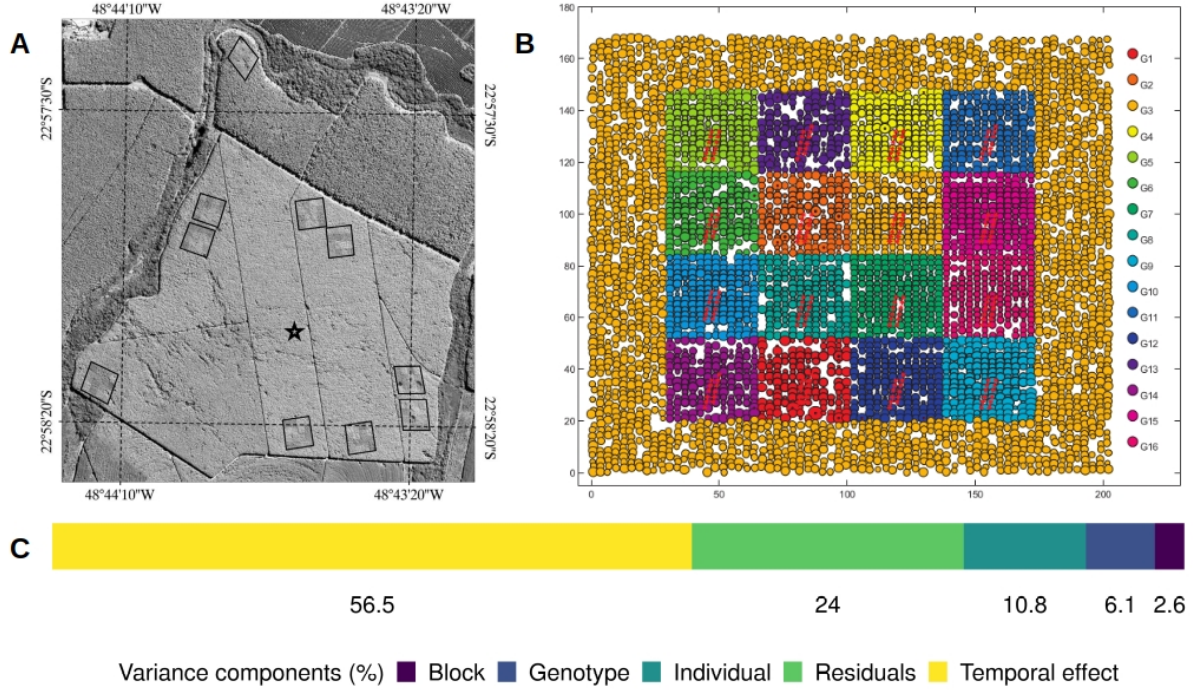 A
48°44'10"W
48°43'20"W
22°57'30"S
22°57'30"S
22°58'20"S
22°58'20"S
48°44'10"W
48°43'20"W
B
180
160
140
120
100
80
60
40
20
0
0
50
100
150
200
G1
G2
G3
G4
G5
G6
G7
G8
G9
G10
G11
G12
G13
G14
G15
G16
C
56.5
24
10.8
6.1
2.6
Variance components (%) Block Genotype Individual Residuals Temporal effect